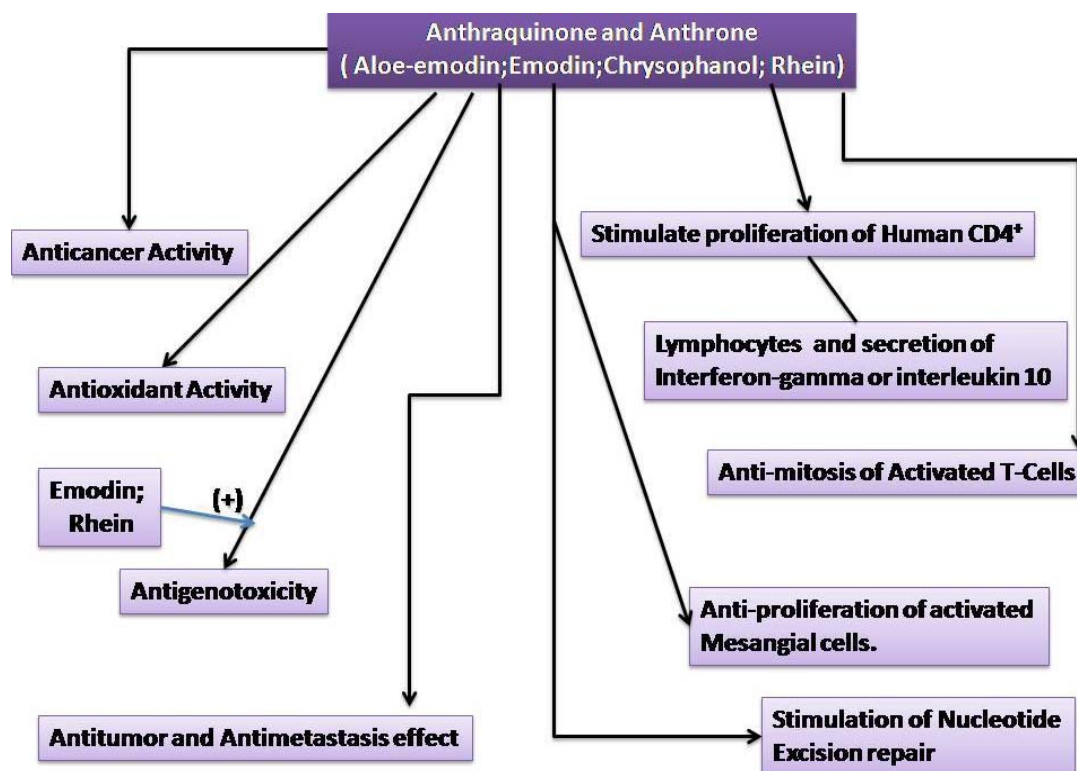 Anthraquinone and Anthrone
( Aloe-emodin;Emodin;Chrysophanol; Rhein)
Anticancer Activity
Stimulate proliferation of Human CD4⁺
Lymphocytes and secretion of
Interferon-gamma or interleukin 10
Antioxidant Activity
Anti-mitosis of Activated T-Cells
Emodin;
Rhein
(+)
Antigenotoxicity
Anti-proliferation of activated
Mesangial cells.
Antitumor and Antimetastasis effect
Stimulation of Nucleotide
Excision repair